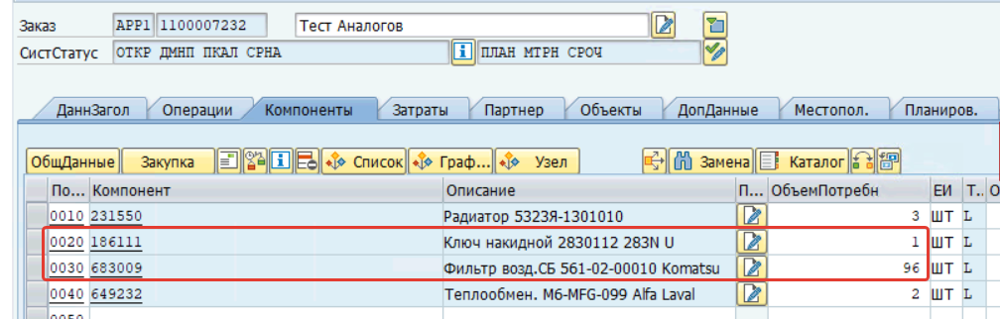 Заказ APP1 1100007232 Тест Аналогов
СистСтатус ОТКР ДМНП ПКАЛ СРНА ПЛАН МТРН СРОЧ
ДаннЗагол Операции Компоненты Затраты Партнер Объекты ДопДанные Местопол. Планиров.
ОбщДанные Закупка Список Граф... Узел Замена Каталог
По... Компонент Описание П... ОбъемПотребн ЕИ Т.. О
0010 231550 Радиатор 5323Я-1301010 3 ШТ L
0020 186111 Ключ накидной 2830112 283N U 1 ШТ L
0030 683009 Фильтр возд.СБ 561-02-00010 Komatsu 96 ШТ L
0040 649232 Теплообмен. M6-MFG-099 Alfa Laval 2 ШТ L
0050